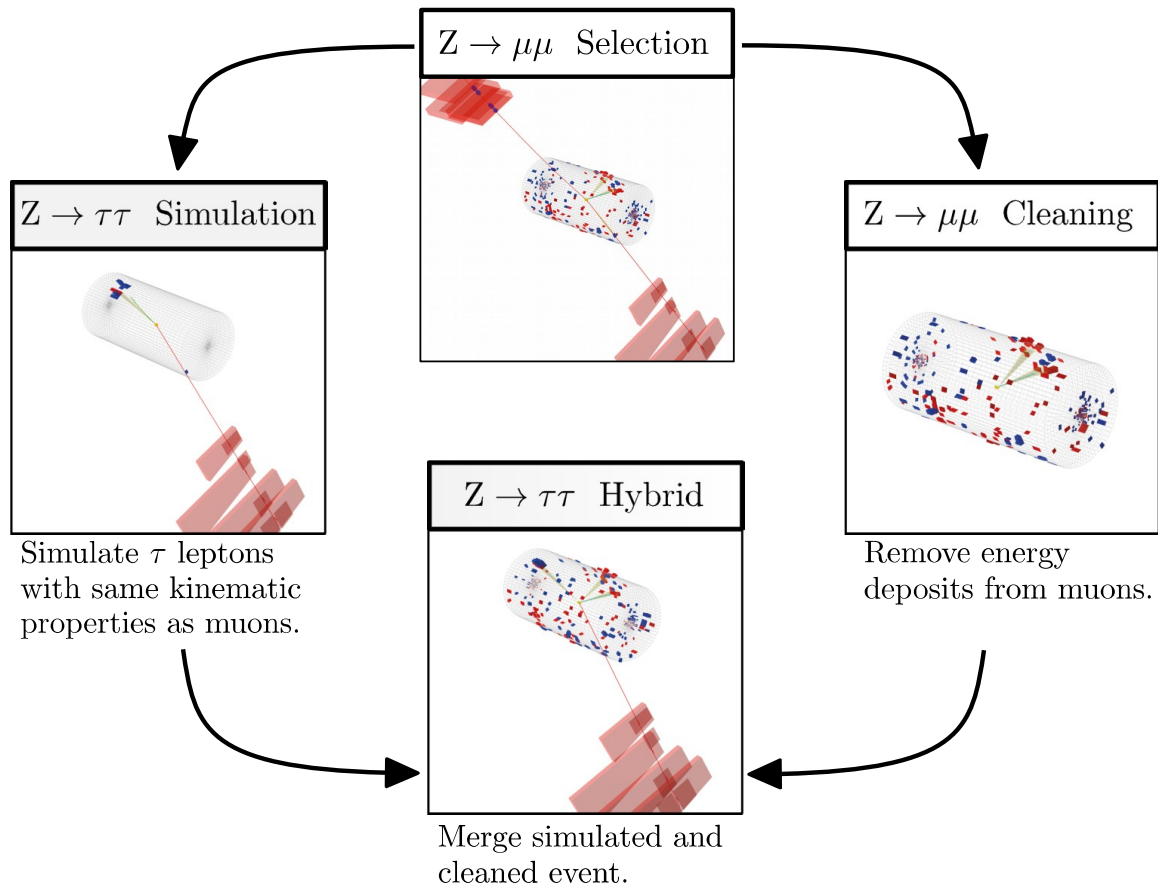 Z → μμ Selection
Z → ττ Simulation
Z → μμ Cleaning
Simulate τ leptons
with same kinematic
properties as muons.
Remove energy
deposits from muons.
Z → ττ Hybrid
Merge simulated and
cleaned event.